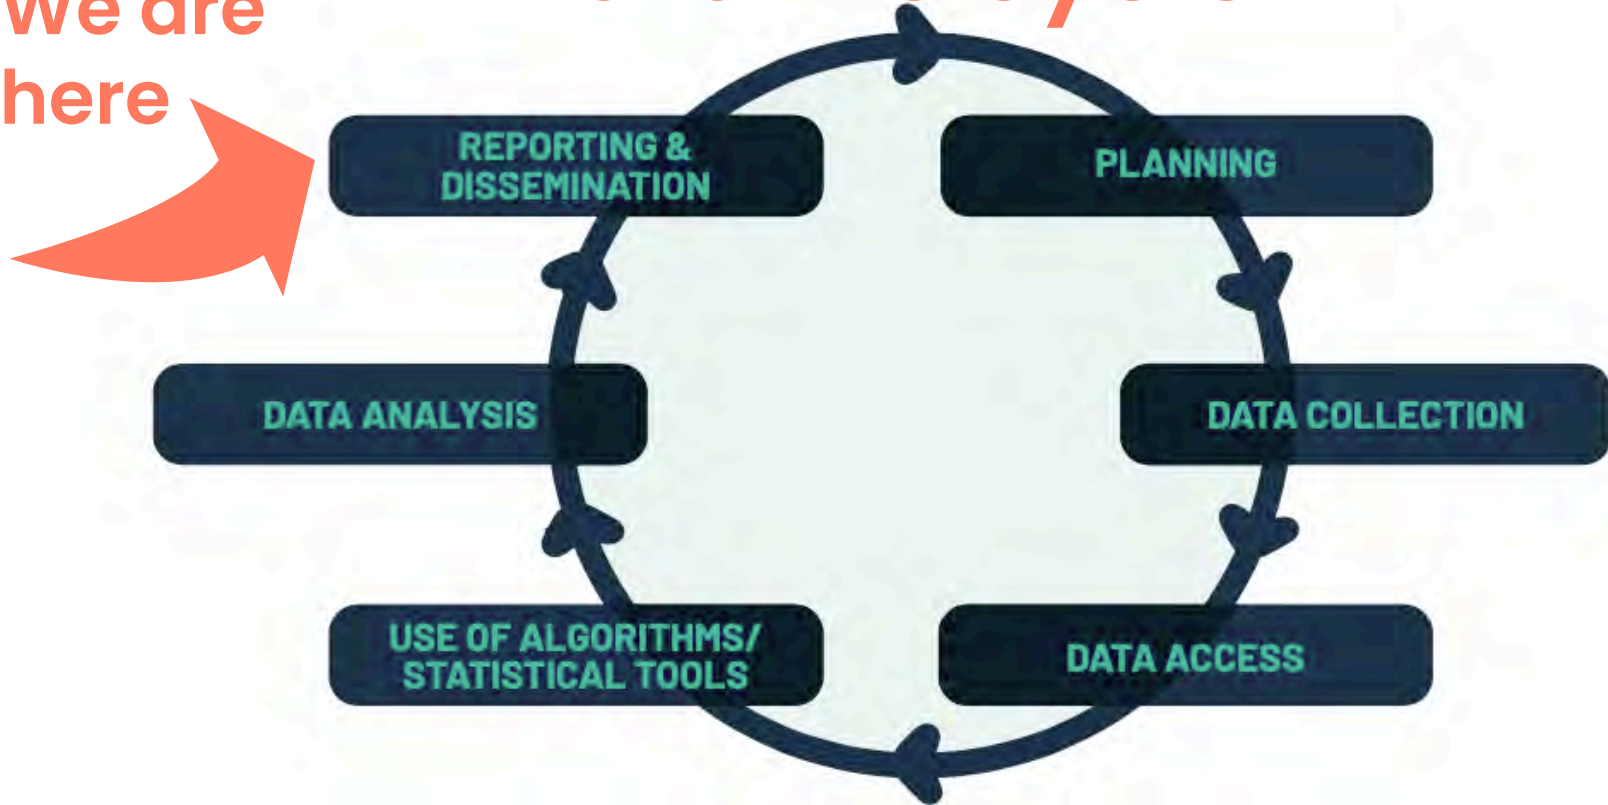 We are
here
REPORTING &
DISSEMINATION
PLANNING
DATA ANALYSIS
DATA COLLECTION
USE OF ALGORITHMS/
STATISTICAL TOOLS
DATA ACCESS